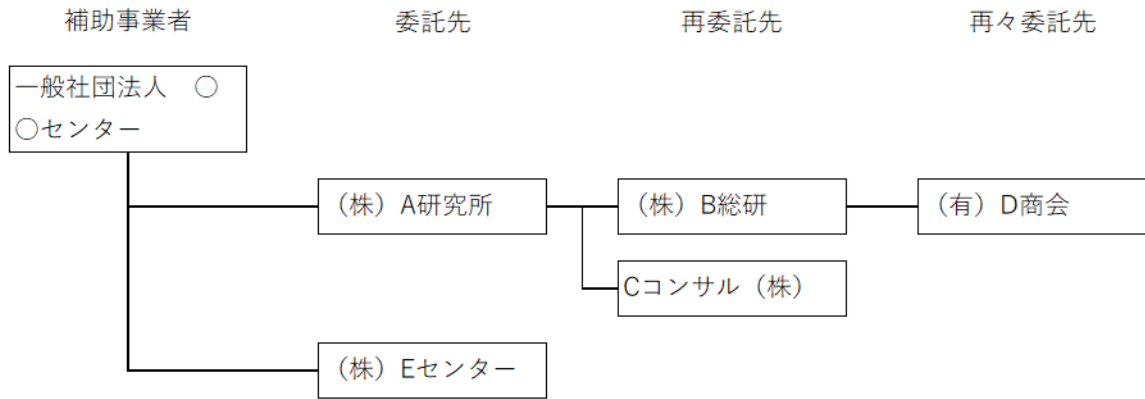 補助事業者
委託先
再委託先
再々委託先
一般社団法人　○
○センター
（株）A研究所
（株）B総研
（有）D商会
Cコンサル（株）
（株）Eセンター